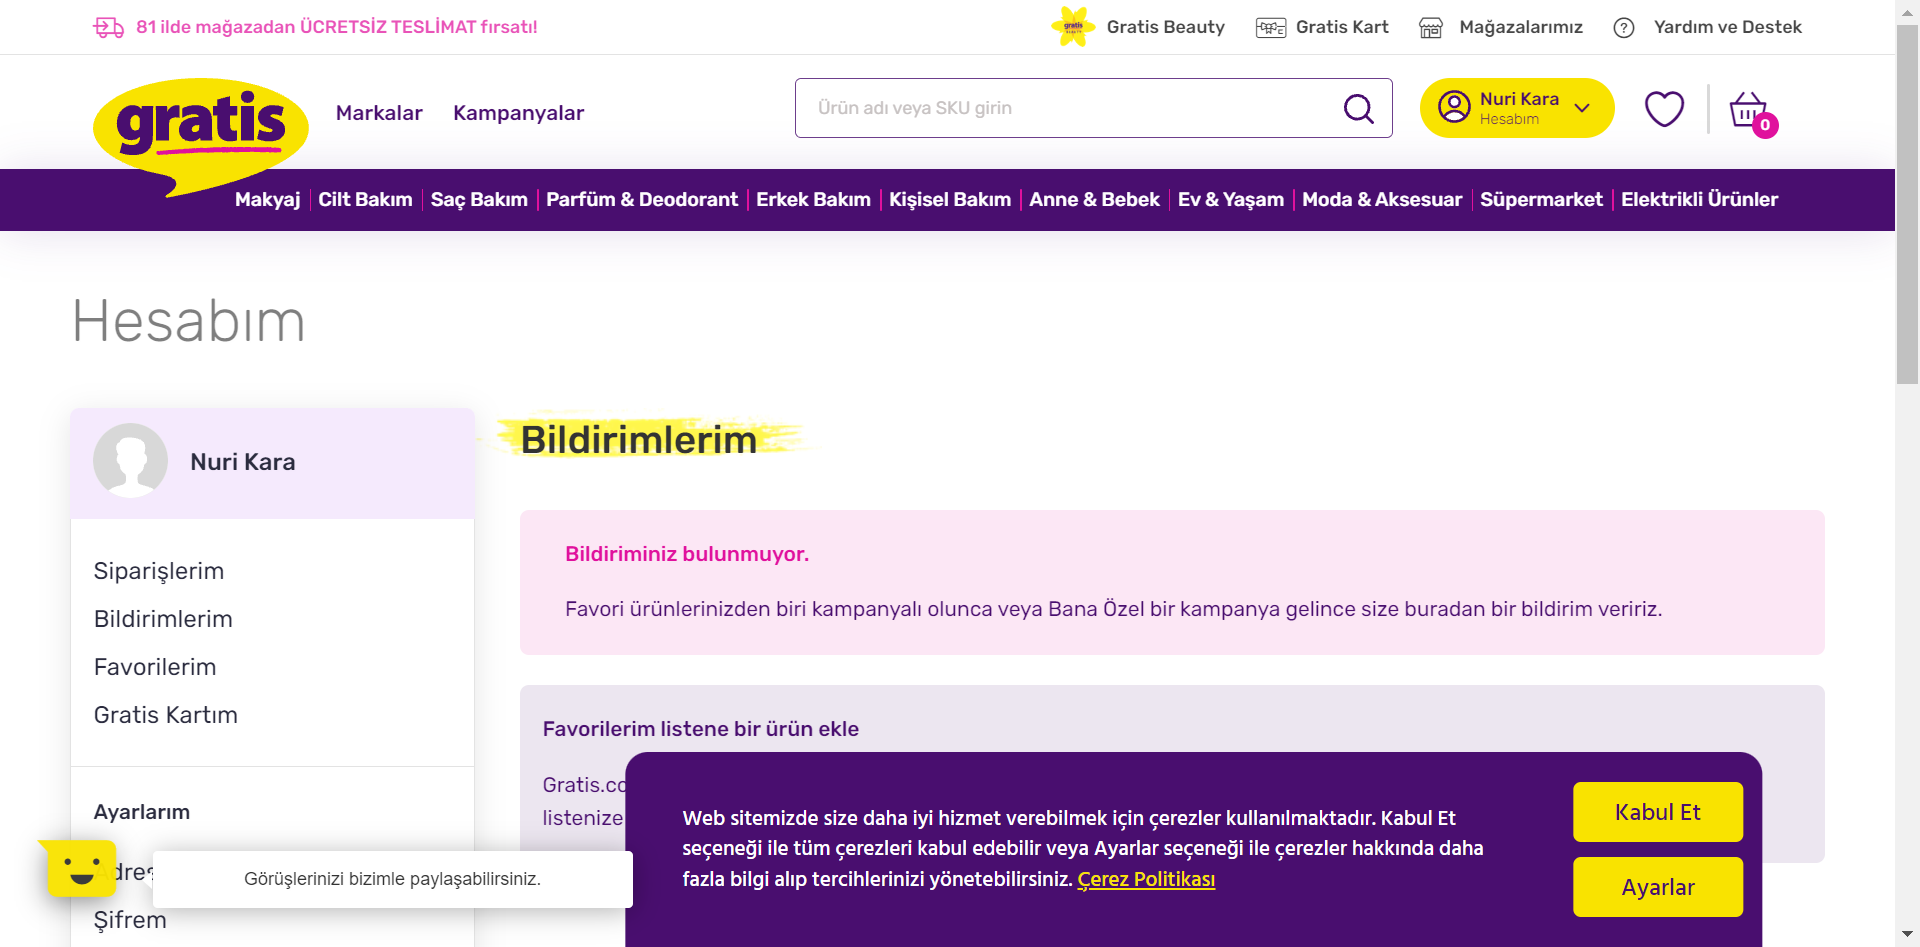 81 ilde mağazadan ÜCRETSİZ TESLİMAT fırsatı!
Gratis Beauty
Gratis Kart
Mağazalarımız
Yardım ve Destek
gratis
Markalar
Kampanyalar
Ürün adı veya SKU girin
Nuri Kara
Hesabım
0
Makyaj
Cilt Bakım
Saç Bakım
Parfüm & Deodorant
Erkek Bakım
Kişisel Bakım
Anne & Bebek
Ev & Yaşam
Moda & Aksesuar
Süpermarket
Elektrikli Ürünler
Hesabım
Nuri Kara
Siparişlerim
Bildirimlerim
Favorilerim
Gratis Kartım
Ayarlarım
Şifrem
Bildirimlerim
Bildiriminiz bulunmuyor.
Favori ürünlerinizden biri kampanyalı olunca veya Bana Özel bir kampanya gelince size buradan bir bildirim veririz.
Favorilerim listene bir ürün ekle
Gratis.co
listenize
Web sitemizde size daha iyi hizmet verebilmek için çerezler kullanılmaktadır. Kabul Et
seçeneği ile tüm çerezleri kabul edebilir veya Ayarlar seçeneği ile çerezler hakkında daha
fazla bilgi alıp tercihlerinizi yönetebilirsiniz. Çerez Politikası
Kabul Et
Ayarlar
Görüşlerinizi bizimle paylaşabilirsiniz.